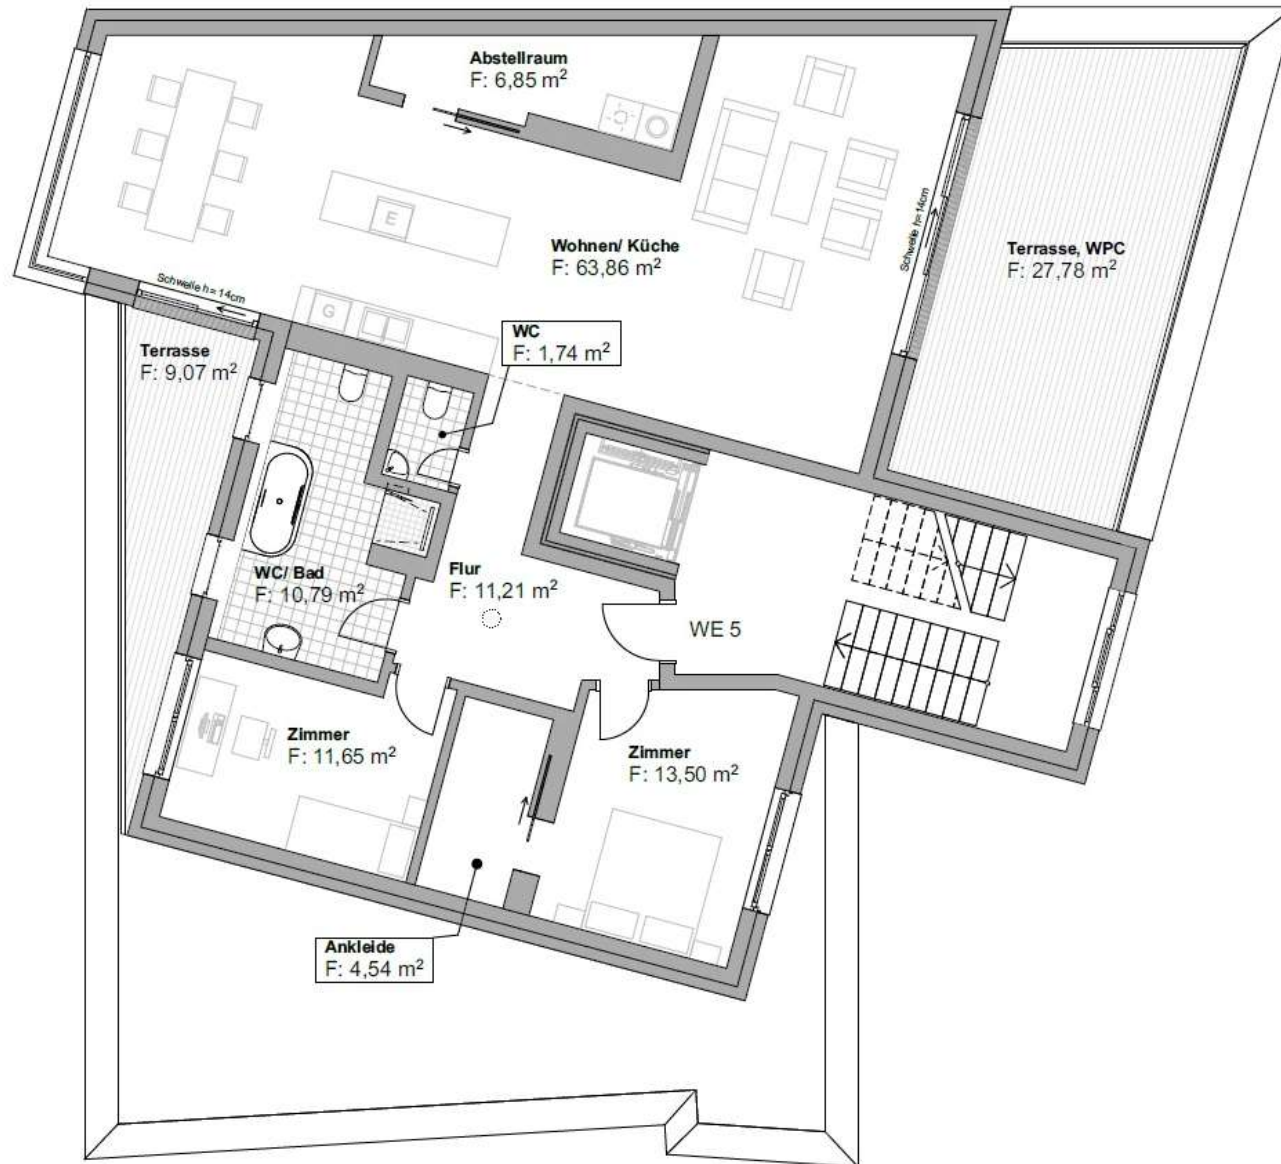 Abstellraum
F: 6,85 m²
E
Wohnen/ Küche
F: 63,86 m²
Schwelle h=14cm
Terrasse, WPC
F: 27,78 m²
Schwelle h=14cm
G
WC
F: 1,74 m²
Terrasse
F: 9,07 m²
WC/ Bad
F: 10,79 m²
Flur
F: 11,21 m²
WE 5
Zimmer
F: 11,65 m²
Zimmer
F: 13,50 m²
Ankleide
F: 4,54 m²